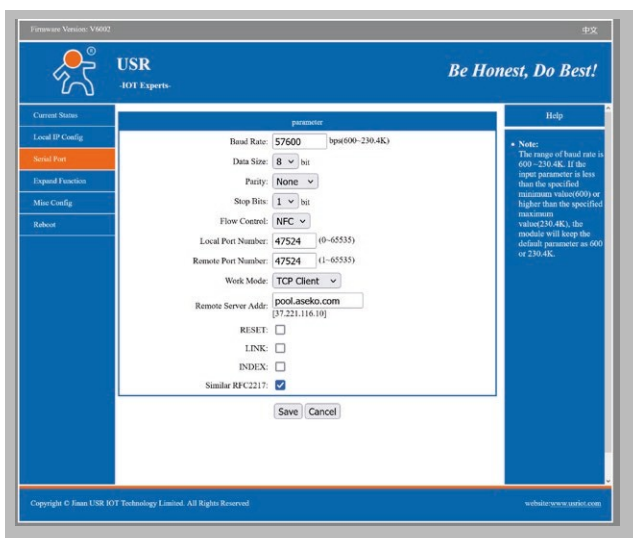 Firmware Version: V6002
中文
®
USR
-IOT Experts-
Be Honest, Do Best!
Current Status
Local IP Config
Serial Port
Expand Function
Misc Config
Reboot
parameter
Baud Rate: 57600 bps(600~230.4K)
Data Size: 8 bit
Parity: None
Stop Bits: 1 bit
Flow Control: NFC
Local Port Number: 47524 (0~65535)
Remote Port Number: 47524 (1~65535)
Work Mode: TCP Client
Remote Server Addr: pool.aseko.com
[37.221.116.10]
RESET:
LINK:
INDEX:
Similar RFC2217:
Save Cancel
Help
Note:
The range of baud rate is
600~230.4K. If the
input parameter is less
than the specified
minimum value(600) or
higher than the specified
maximum
value(230.4K), the
module will keep the
default parameter as 600
or 230.4K.
Copyright © Jinan USR IOT Technology Limited. All Rights Reserved
website:www.usriot.com